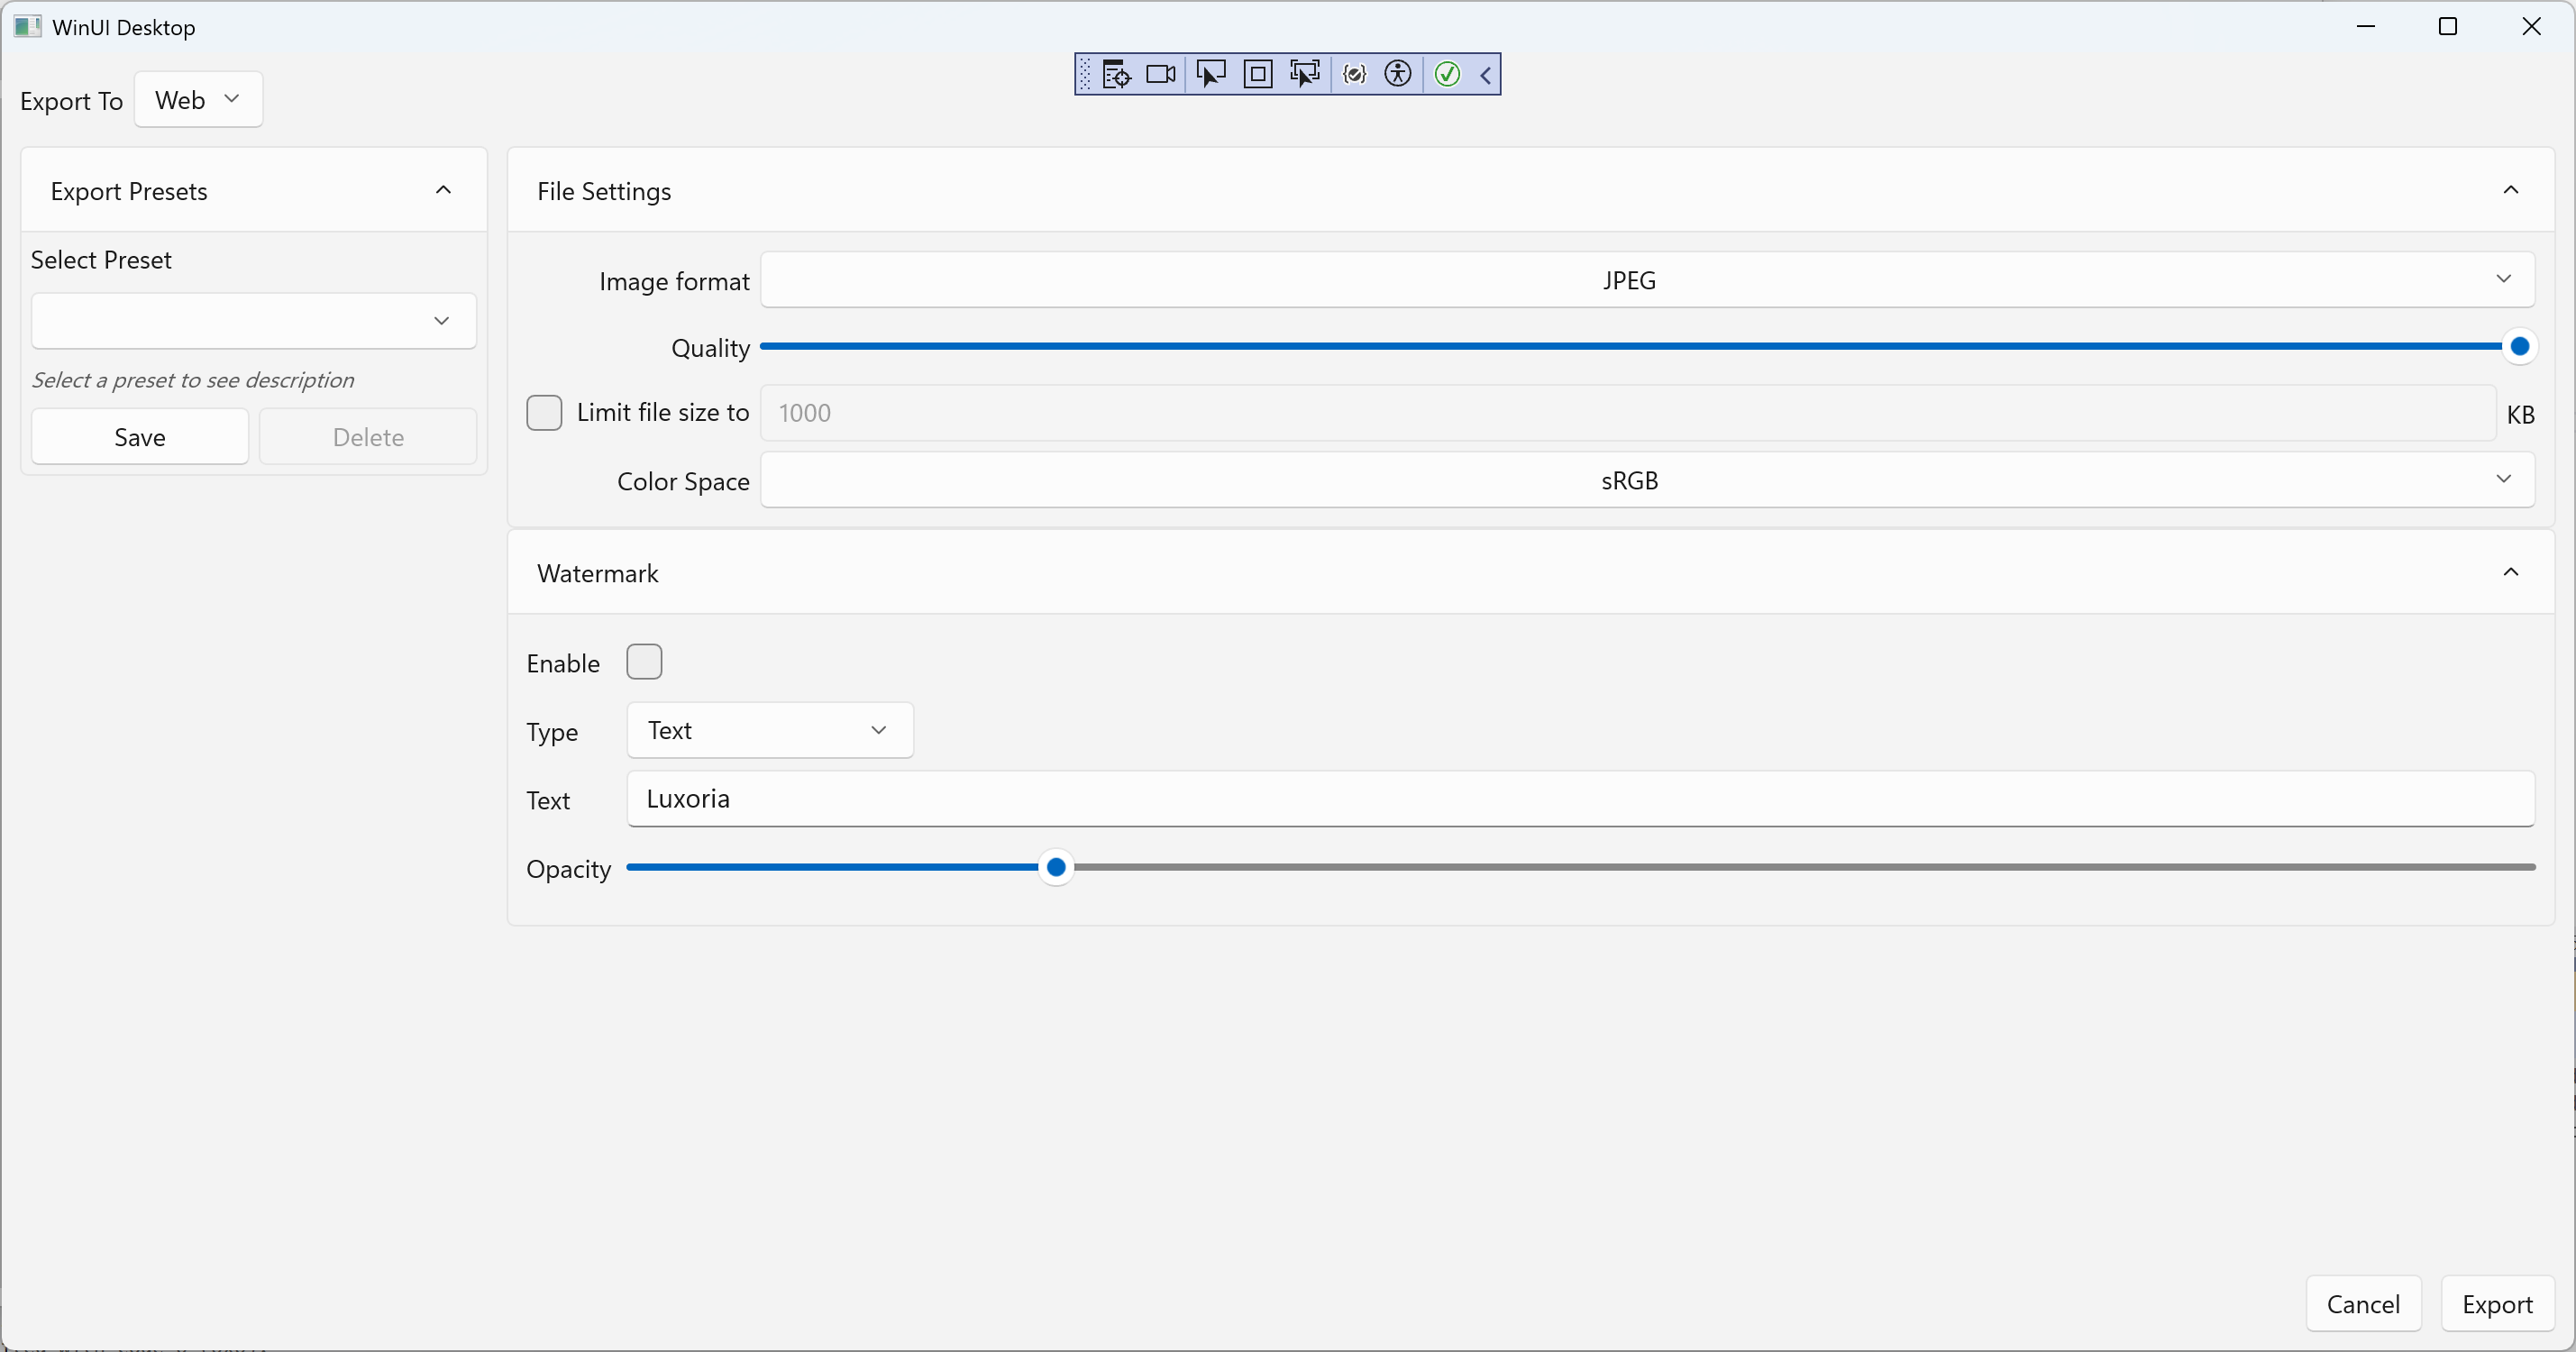 WinUI Desktop
Export To Web
Export Presets
Select Preset
Select a preset to see description
Save Delete
File Settings
Image format JPEG
Quality
Limit file size to 1000 KB
Color Space sRGB
Watermark
Enable
Type Text
Text Luxoria
Opacity
Cancel Export